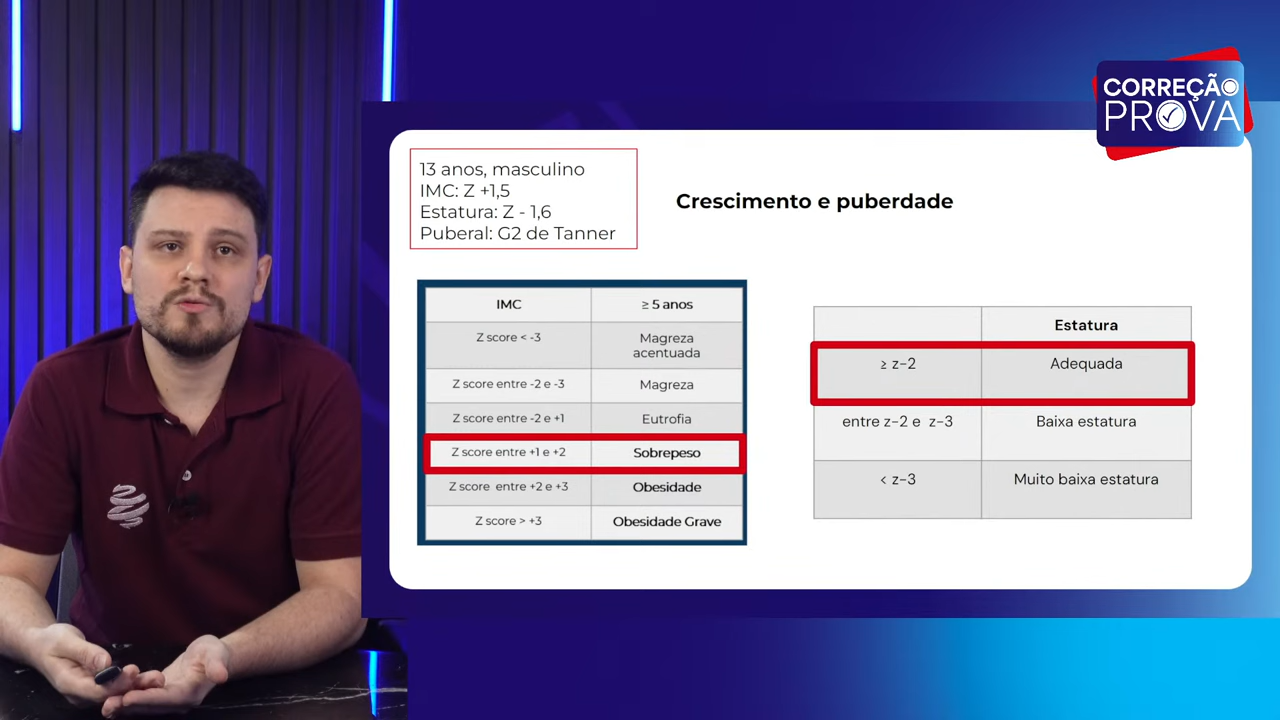 CORREÇÃO
PROVA
13 anos, masculino
IMC: Z +1,5
Estatura: Z - 1,6
Puberal: G2 de Tanner
Crescimento e puberdade
IMC ≥ 5 anos
Z score < -3 Magreza
acentuada
Z score entre -2 e -3 Magreza
Z score entre -2 e +1 Eutrofia
Z score entre +1 e +2 Sobrepeso
Z score entre +2 e +3 Obesidade
Z score > +3 Obesidade Grave
Estatura
≥ z-2 Adequada
entre z-2 e z-3 Baixa estatura
< z-3 Muito baixa estatura